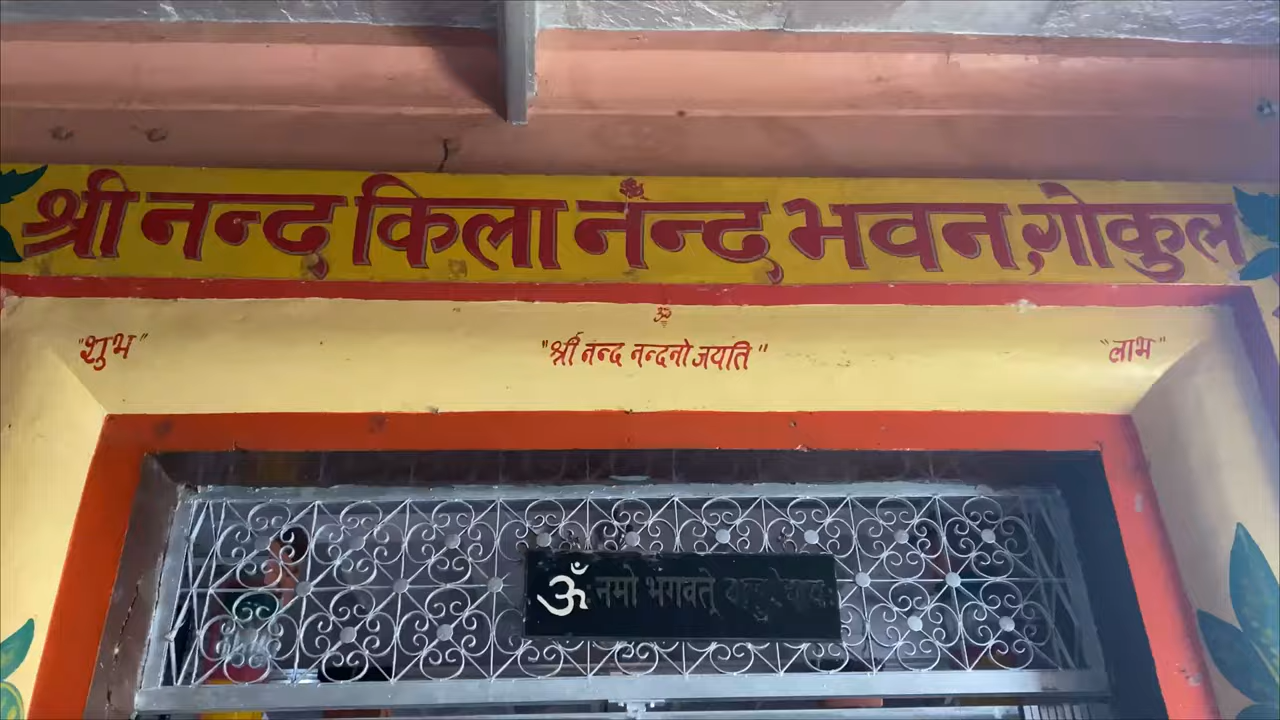 श्री नन्द किला नन्द भवन, गोकुल
ॐ
"शुभ" "श्री नन्द नन्दनो जयति" "लाभ"
ॐ नमो भगवते